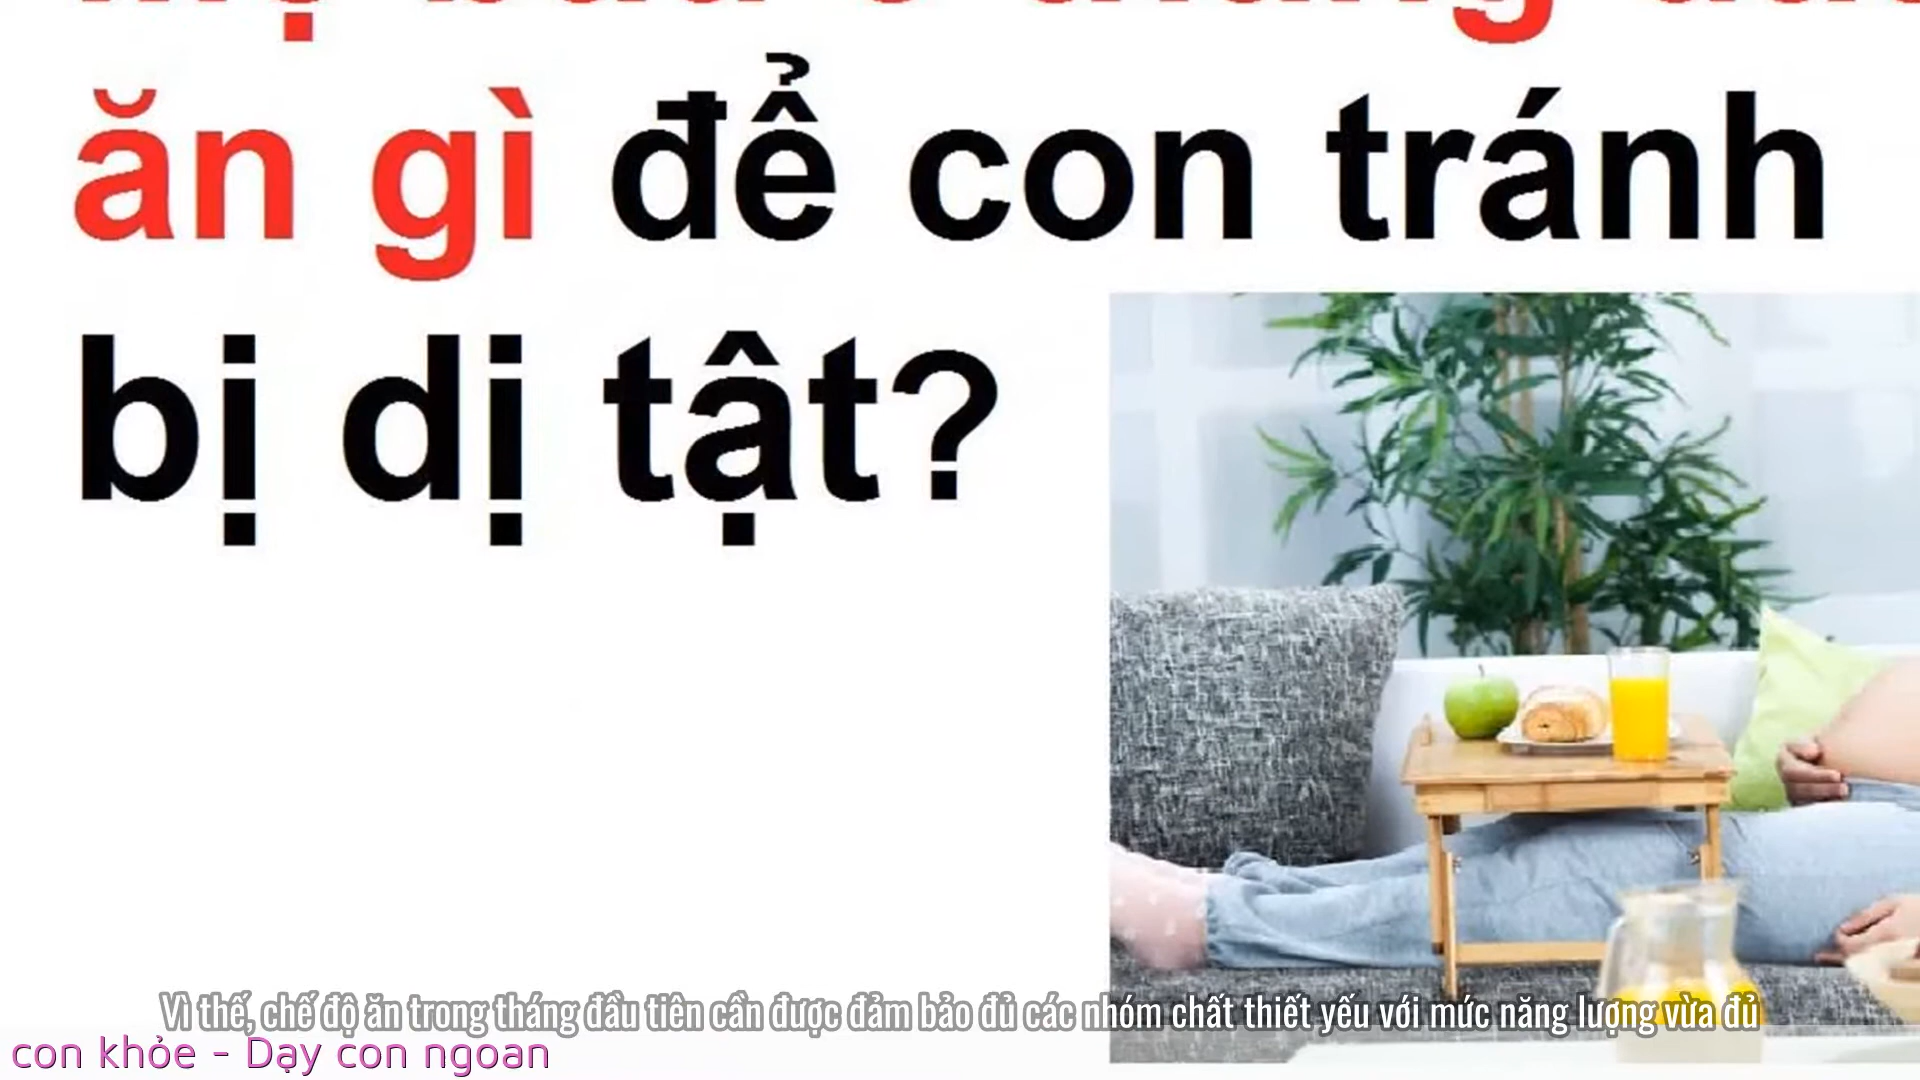 ăn gì để con tránh
bị dị tật?
Vì thế, chế độ ăn trong tháng đầu tiên cần được đảm bảo đủ các nhóm chất thiết yếu với mức năng lượng vừa đủ
con khỏe - Dạy con ngoan